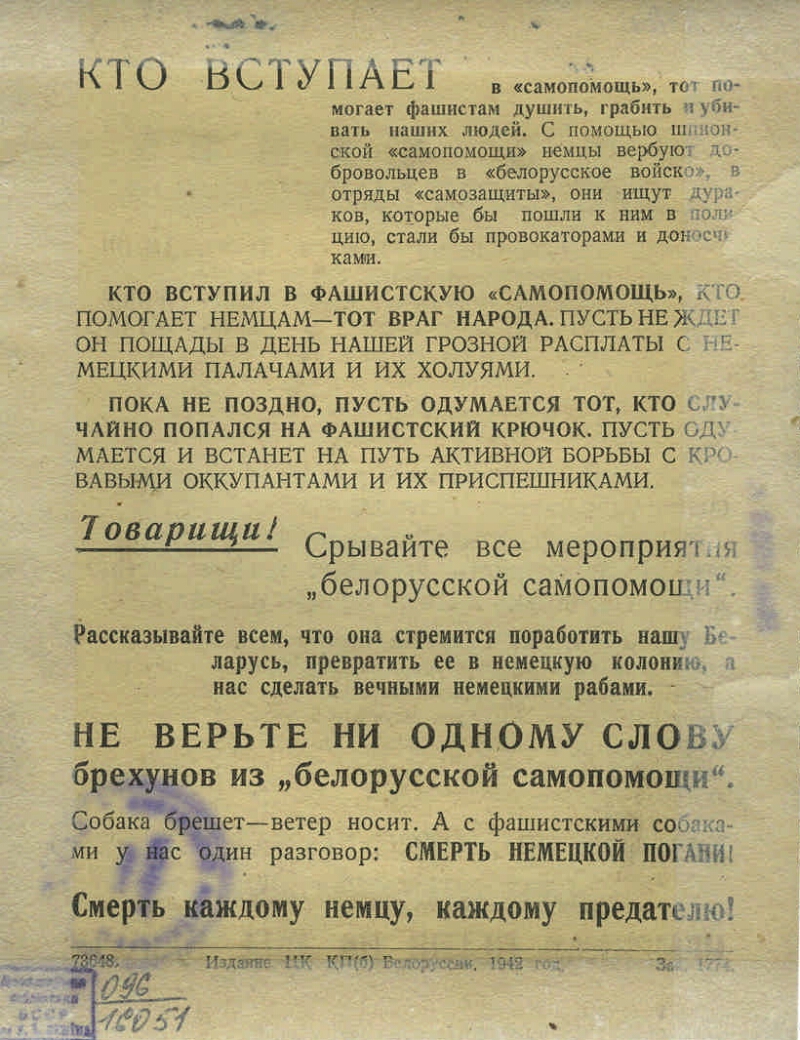 КТО ВСТУПАЕТ в «самопомощь», тот по-
могает фашистам душить, грабить и уби-
вать наших людей. С помощью шпион-
ской «самопомощи» немцы вербуют до-
бровольцев в «белорусское войско», в
отряды «самозащиты», они ищут дура-
ков, которые бы пошли к ним в поли
цию, стали бы провокаторами и доносчи
ками.
КТО ВСТУПИЛ В ФАШИСТСКУЮ «САМОПОМОЩЬ», КТО
ПОМОГАЕТ НЕМЦАМ—ТОТ ВРАГ НАРОДА. ПУСТЬ НЕ ЖДЕТ
ОН ПОЩАДЫ В ДЕНЬ НАШЕЙ ГРОЗНОЙ РАСПЛАТЫ С НЕ-
МЕЦКИМИ ПАЛАЧАМИ И ИХ ХОЛУЯМИ.
ПОКА НЕ ПОЗДНО, ПУСТЬ ОДУМАЕТСЯ ТОТ, КТО СЛУ-
ЧАЙНО ПОПАЛСЯ НА ФАШИСТСКИЙ КРЮЧОК. ПУСТЬ ОДУ
МАЕТСЯ И ВСТАНЕТ НА ПУТЬ АКТИВНОЙ БОРЬБЫ С КРО
ВАВЫМИ ОККУПАНТАМИ И ИХ ПРИСПЕШНИКАМИ.
Товарищи! Срывайте все мероприятия
„белорусской самопомощи“.
Рассказывайте всем, что она стремится поработить нашу Бе-
ларусь, превратить ее в немецкую колонию, а
нас сделать вечными немецкими рабами.
НЕ ВЕРЬТЕ НИ ОДНОМУ СЛОВУ
брехунов из „белорусской самопомощи“.
Собака брешет—ветер носит. А с фашистскими собака-
ми у нас один разговор: СМЕРТЬ НЕМЕЦКОЙ ПОГАНИ!
Смерть каждому немцу, каждому предателю!
73648. Издание ЦК КП(б) Белоруссии, 1942 год
096
16051